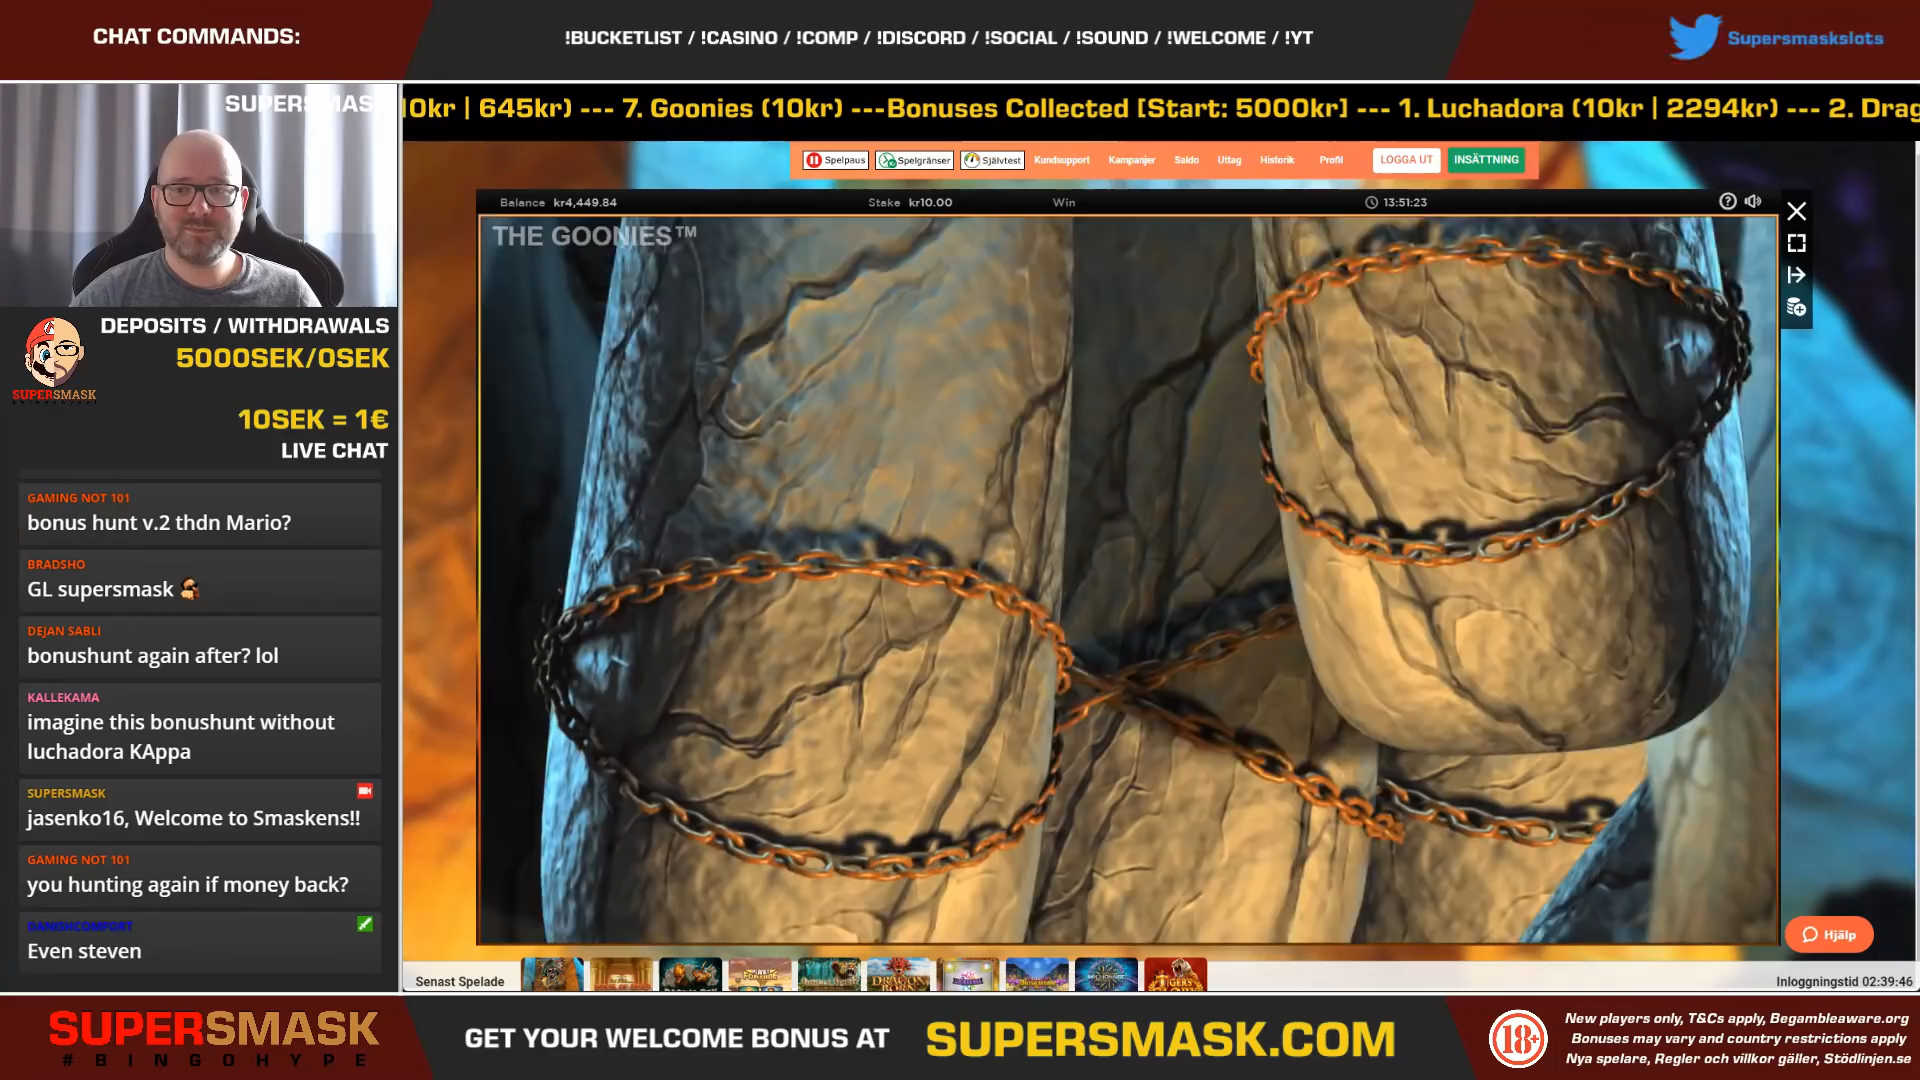 CHAT COMMANDS:
!BUCKETLIST / !CASINO / !COMP / !DISCORD / !SOCIAL / !SOUND / !WELCOME / !YT
Supersmaskslots
SUPERSMAS
10kr | 645kr) --- 7. Goonies (10kr) ---Bonuses Collected [Start: 5000kr] --- 1. Luchadora (10kr | 2294kr) --- 2. Drag
Spelpaus
Spelgränser
Självtest
Kundsupport
Kampanjer
Saldo
Uttag
Historik
Profil
LOGGA UT
INSÄTTNING
Balance kr4,449.84
Stake kr10.00
Win
13:51:23
THE GOONIES™
DEPOSITS / WITHDRAWALS
5000SEK/0SEK
SUPERSMASK
10SEK = 1€
LIVE CHAT
GAMING NOT 101
bonus hunt v.2 thdn Mario?
BRADSHO
GL supersmask
DEJAN SABLI
bonushunt again after? lol
KALLEKAMA
imagine this bonushunt without
luchadora KAppa
SUPERSMASK
jasenko16, Welcome to Smaskens!!
GAMING NOT 101
you hunting again if money back?
Even steven
Hjälp
Senast Spelade
DRAGON
BORN
Inloggningstid 02:39:46
SUPERSMASK
#BINGOHYPE
GET YOUR WELCOME BONUS AT
SUPERSMASK.COM
18+
New players only, T&Cs apply, Begambleaware.org
Bonuses may vary and country restrictions apply
Nya spelare, Regler och villkor gäller, Stödlinjen.se